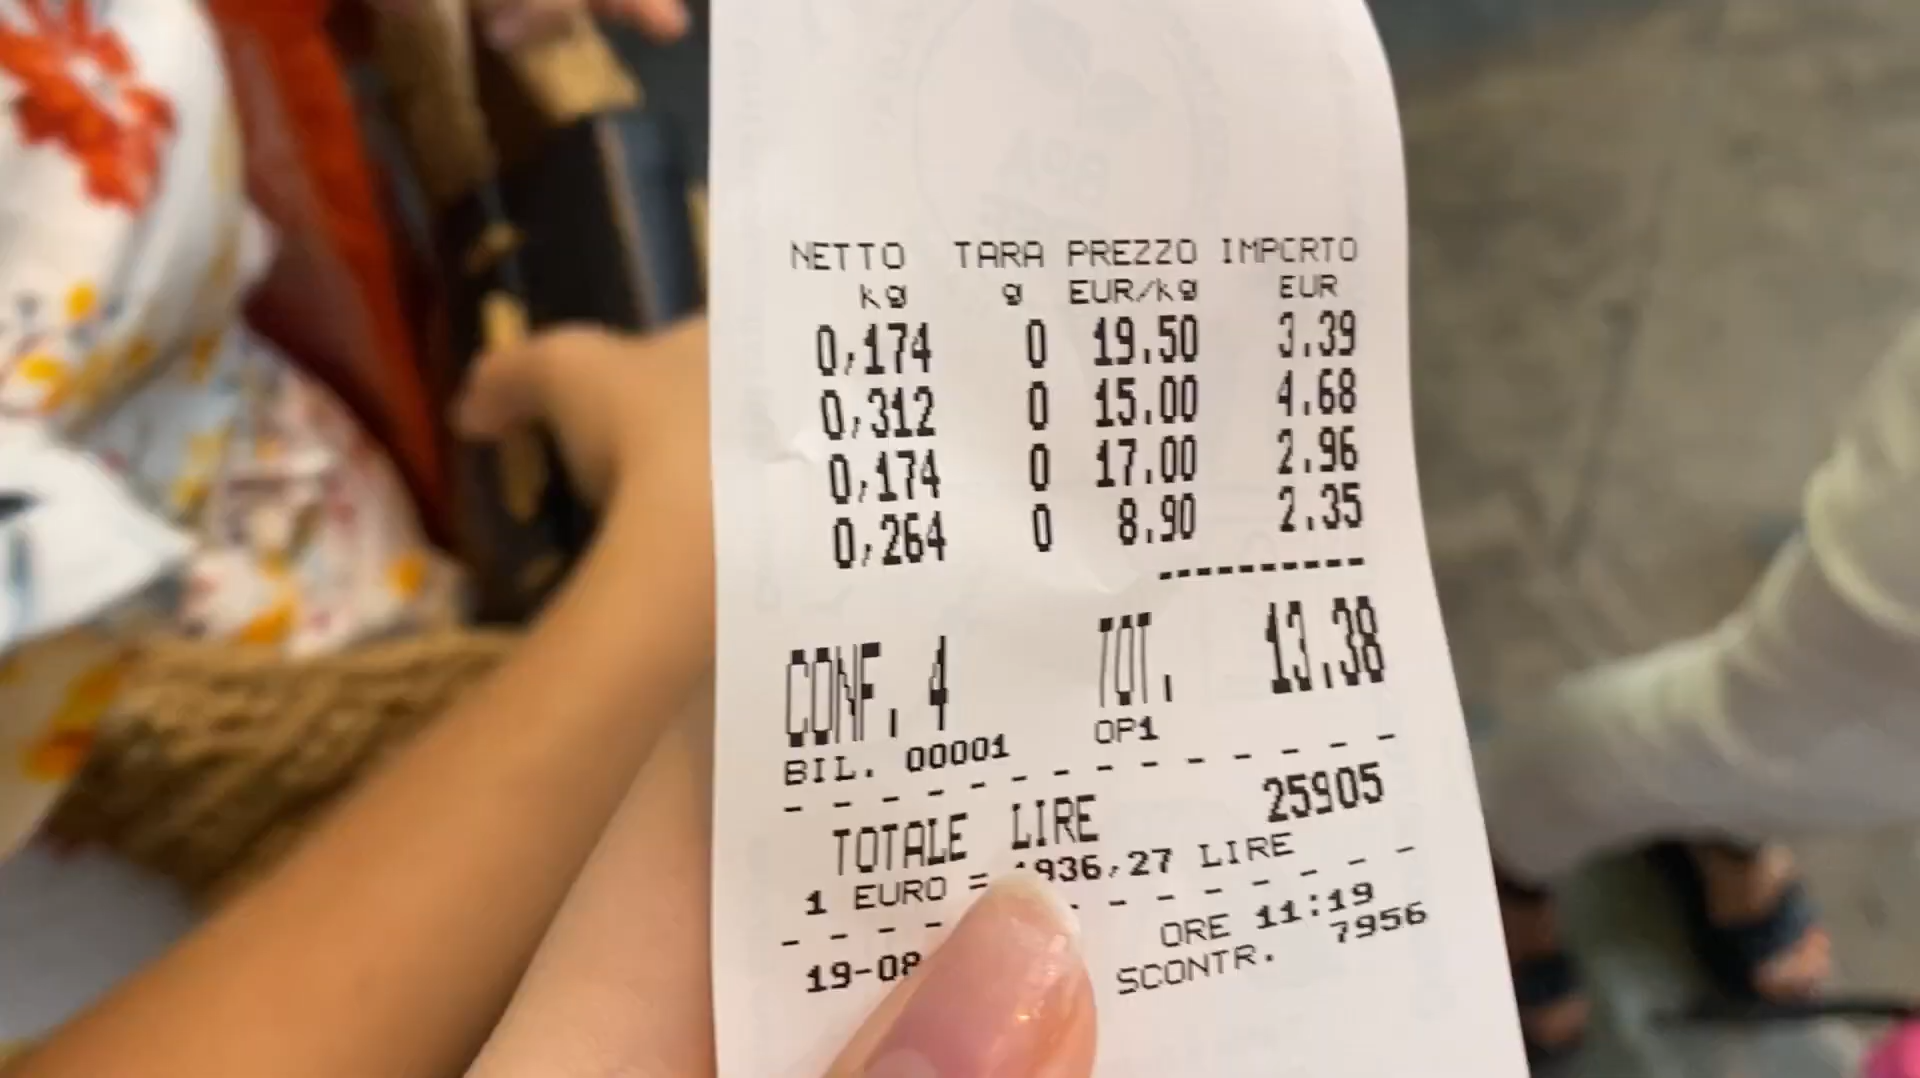 NETTO TARA PREZZO IMPORTO
kg g EUR/kg EUR
0,174 0 19.50 3.39
0,312 0 15.00 4.68
0,174 0 17.00 2.96
0,264 0 8.90 2.35
CONF. 4 TOT. 13.38
BIL. 00001 OP1
TOTALE LIRE 25905
1 EURO = 1936,27 LIRE
19-08 ORE 11:19
SCONTR. 7956